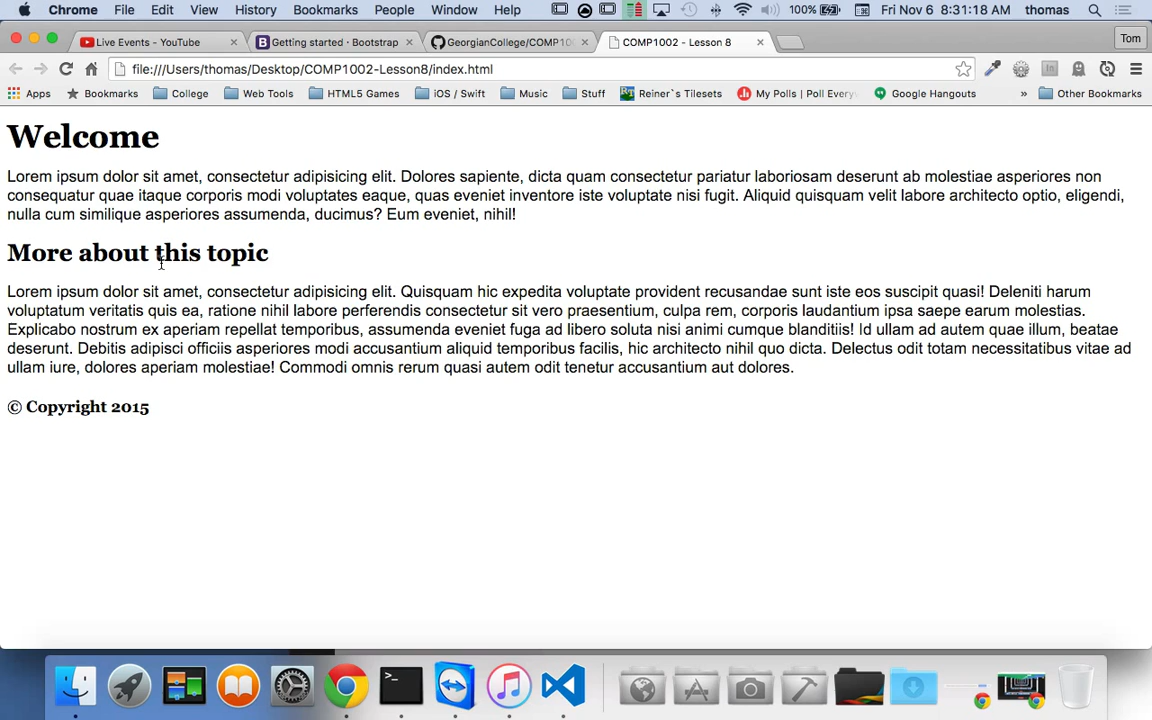 Chrome File Edit View History Bookmarks People Window Help 100% Fri Nov 6 8:31:18 AM thomas
Live Events - YouTube Getting started · Bootstrap GeorgianCollege/COMP10 COMP1002 - Lesson 8 Tom
file:///Users/thomas/Desktop/COMP1002-Lesson8/index.html
Apps Bookmarks College Web Tools HTML5 Games iOS / Swift Music Stuff Reiner`s Tilesets My Polls | Poll Every Google Hangouts » Other Bookmarks
Welcome
Lorem ipsum dolor sit amet, consectetur adipisicing elit. Dolores sapiente, dicta quam consectetur pariatur laboriosam deserunt ab molestiae asperiores non
consequatur quae itaque corporis modi voluptates eaque, quas eveniet inventore iste voluptate nisi fugit. Aliquid quisquam velit labore architecto optio, eligendi,
nulla cum similique asperiores assumenda, ducimus? Eum eveniet, nihil!
More about this topic
Lorem ipsum dolor sit amet, consectetur adipisicing elit. Quisquam hic expedita voluptate provident recusandae sunt iste eos suscipit quasi! Deleniti harum
voluptatum veritatis quis ea, ratione nihil labore perferendis consectetur sit vero praesentium, culpa rem, corporis laudantium ipsa saepe earum molestias.
Explicabo nostrum ex aperiam repellat temporibus, assumenda eveniet fuga ad libero soluta nisi animi cumque blanditiis! Id ullam ad autem quae illum, beatae
deserunt. Debitis adipisci officiis asperiores modi accusantium aliquid temporibus facilis, hic architecto nihil quo dicta. Delectus odit totam necessitatibus vitae ad
ullam iure, dolores aperiam molestiae! Commodi omnis rerum quasi autem odit tenetur accusantium aut dolores.
© Copyright 2015